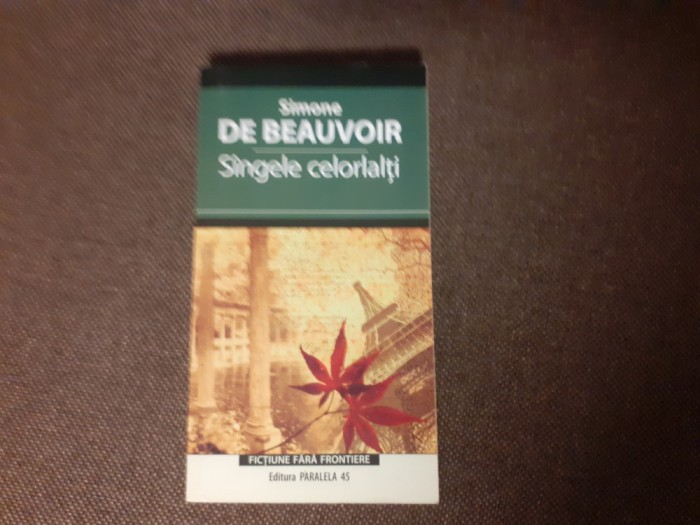 Simone
DE BEAUVOIR
Sîngele celorlalţi
FICŢIUNE FĂRĂ FRONTIERE
Editura PARALELA 45